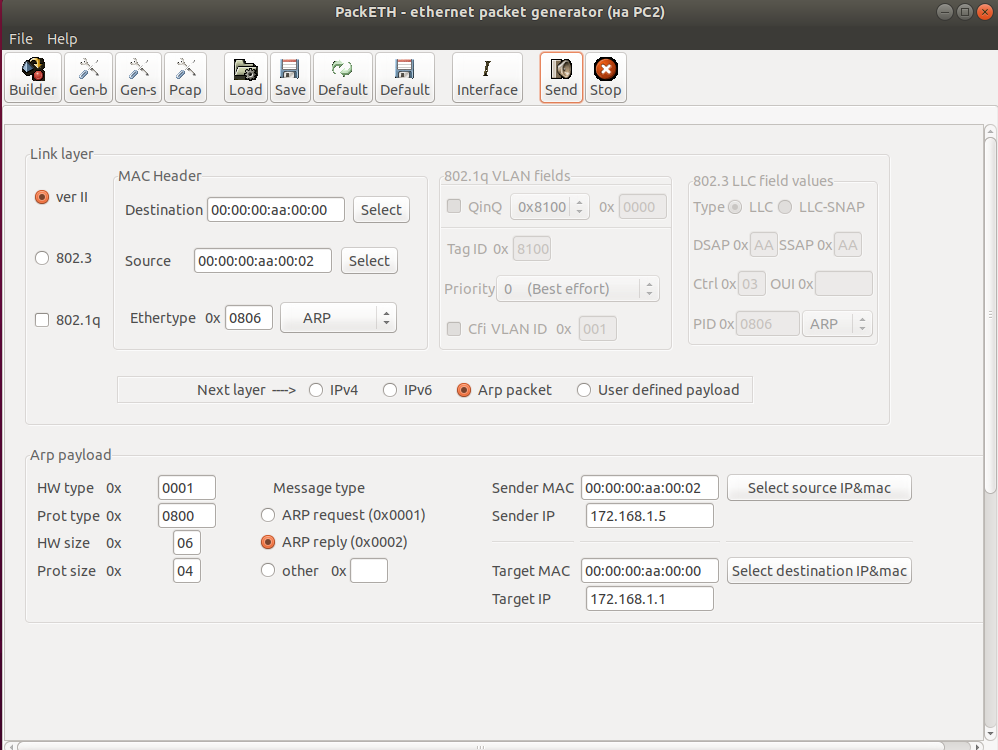 PackETH - ethernet packet generator (на PC2)
File Help
Builder Gen-b Gen-s Pcap Load Save Default Default Interface Send Stop
Link layer
ver II
802.3
802.1q
MAC Header
Destination 00:00:00:aa:00:00 Select
Source 00:00:00:aa:00:02 Select
Ethertype 0x 0806 ARP
802.1q VLAN fields
QinQ 0x8100 0x 0000
Tag ID 0x 8100
Priority 0 (Best effort)
Cfi VLAN ID 0x 001
802.3 LLC field values
Type LLC LLC-SNAP
DSAP 0x AA SSAP 0x AA
Ctrl 0x 03 OUI 0x
PID 0x 0806 ARP
Next layer ----> IPv4 IPv6 Arp packet User defined payload
Arp payload
HW type 0x 0001
Prot type 0x 0800
HW size 0x 06
Prot size 0x 04
Message type
ARP request (0x0001)
ARP reply (0x0002)
other 0x
Sender MAC 00:00:00:aa:00:02 Select source IP&mac
Sender IP 172.168.1.5
Target MAC 00:00:00:aa:00:00 Select destination IP&mac
Target IP 172.168.1.1